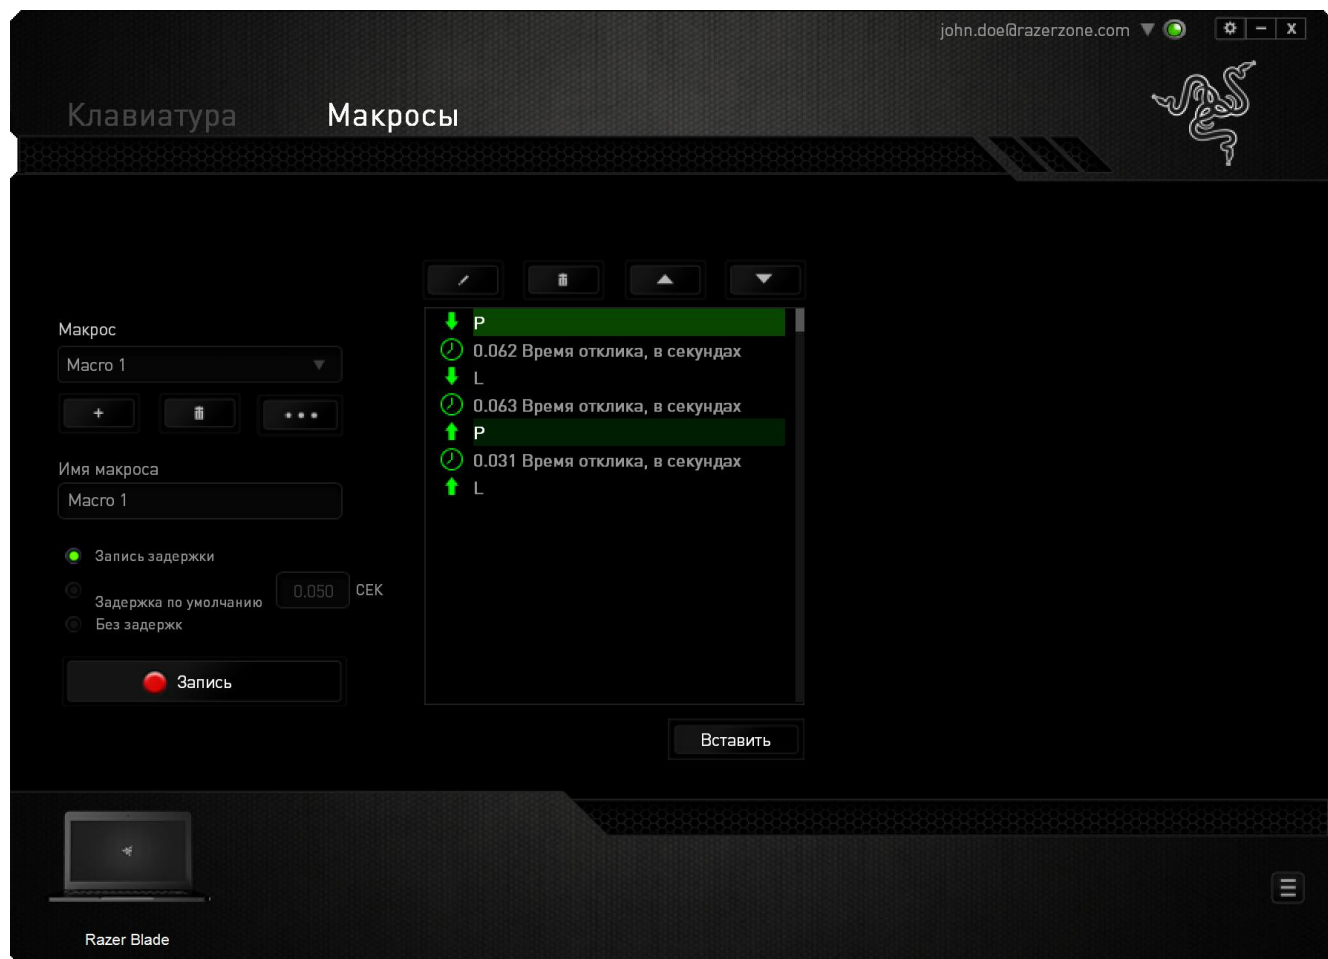 john.doe@razerzone.com
Клавиатура Макросы
Макрос
Macro 1
Имя макроса
Macro 1
Запись задержки
Задержка по умолчанию 0.050 СЕК
Без задержк
Запись
P
0.062 Время отклика, в секундах
L
0.063 Время отклика, в секундах
P
0.031 Время отклика, в секундах
L
Вставить
Razer Blade